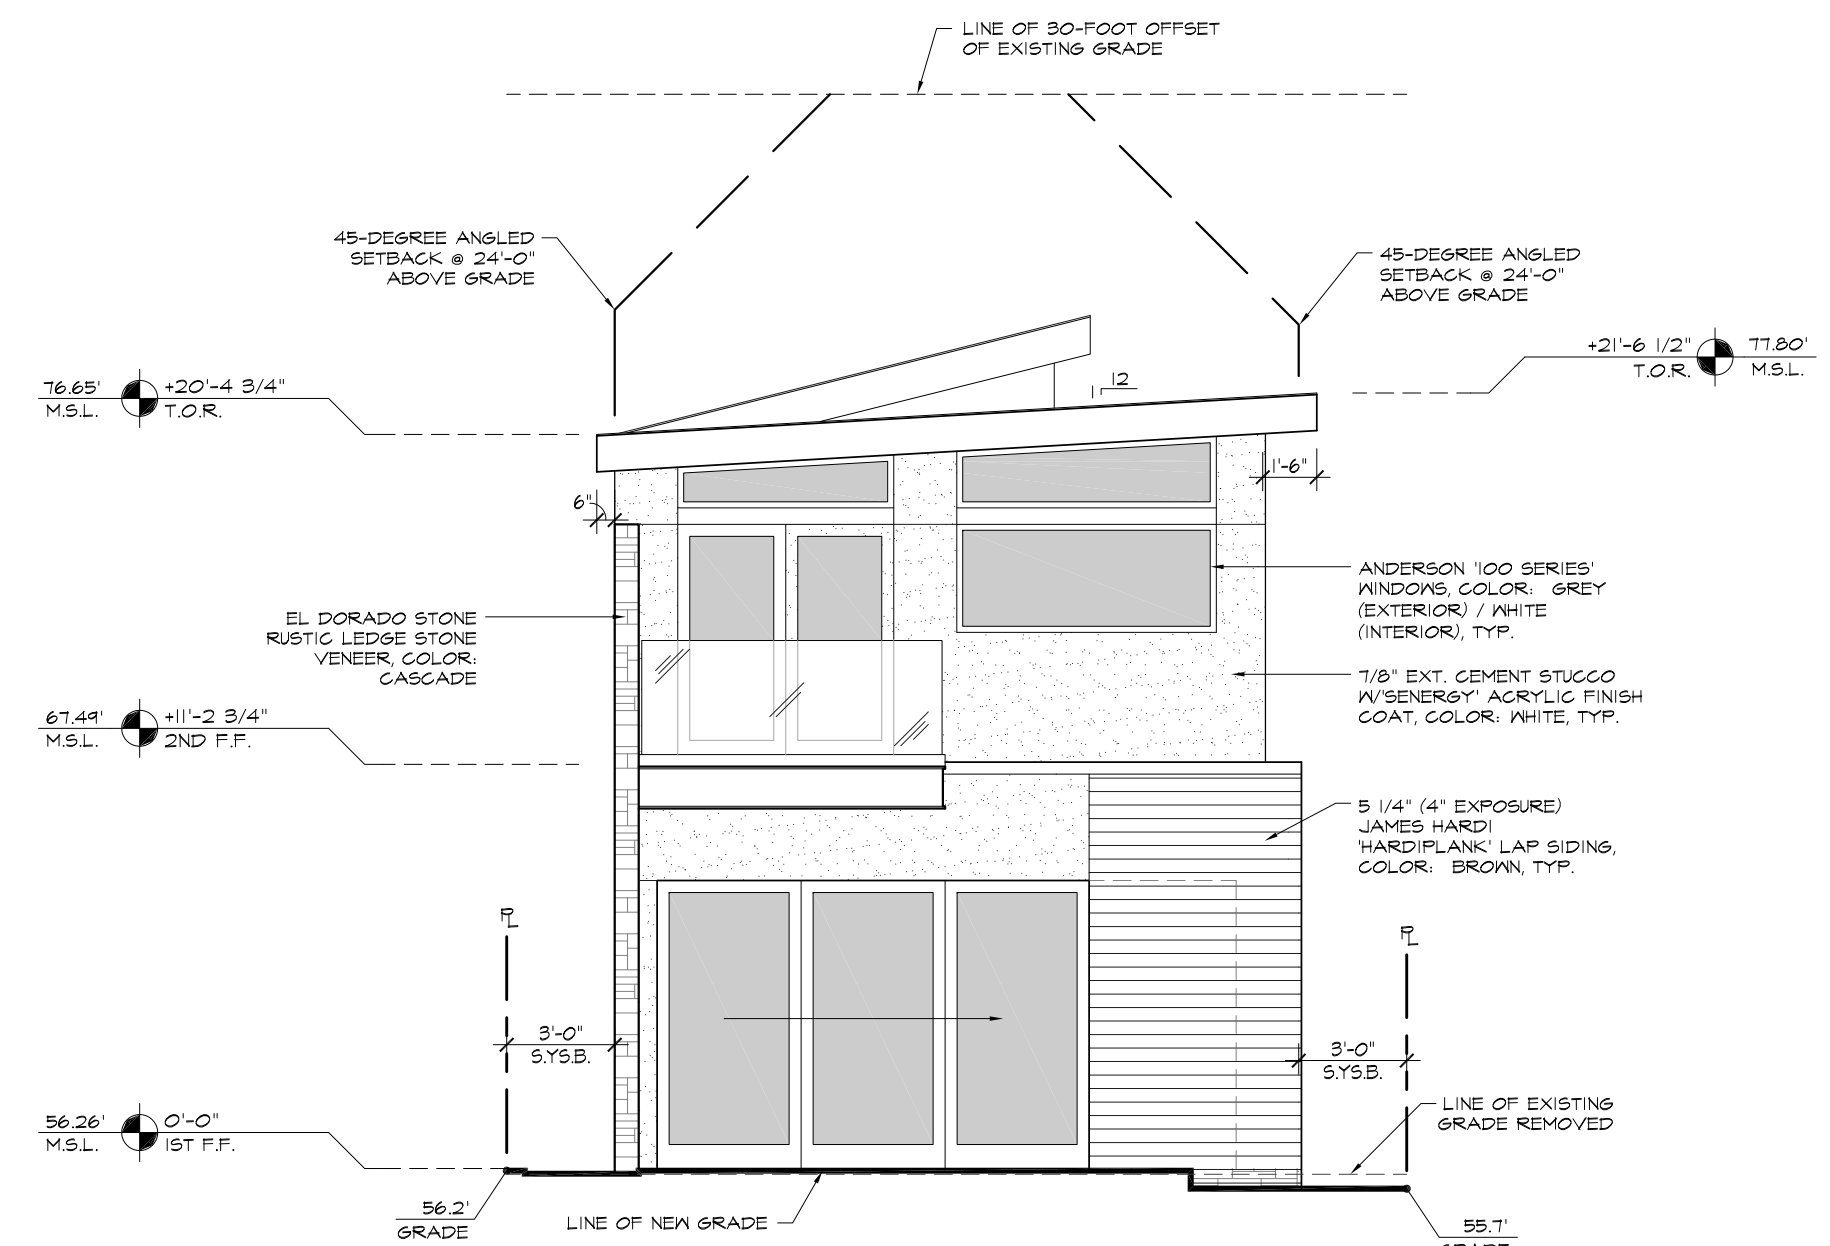 LINE OF 30-FOOT OFFSET
OF EXISTING GRADE
45-DEGREE ANGLED
SETBACK @ 24'-0"
ABOVE GRADE
45-DEGREE ANGLED
SETBACK @ 24'-0"
ABOVE GRADE
+21'-6 1/2"
T.O.R.
77.80'
M.S.L.
76.65'
M.S.L.
+20'-4 3/4"
T.O.R.
12
1
1'-6"
6"
ANDERSON '100 SERIES'
WINDOWS, COLOR: GREY
(EXTERIOR) / WHITE
(INTERIOR), TYP.
EL DORADO STONE
RUSTIC LEDGE STONE
VENEER, COLOR:
CASCADE
7/8" EXT. CEMENT STUCCO
W/'SENERGY' ACRYLIC FINISH
COAT, COLOR: WHITE, TYP.
67.49'
M.S.L.
+11'-2 3/4"
2ND F.F.
5 1/4" (4" EXPOSURE)
JAMES HARDI
'HARDIPLANK' LAP SIDING,
COLOR: BROWN, TYP.
PL
PL
3'-0"
S.YS.B.
3'-0"
S.YS.B.
56.26'
M.S.L.
0'-0"
1ST F.F.
LINE OF EXISTING
GRADE REMOVED
56.2'
GRADE
LINE OF NEW GRADE
55.7'